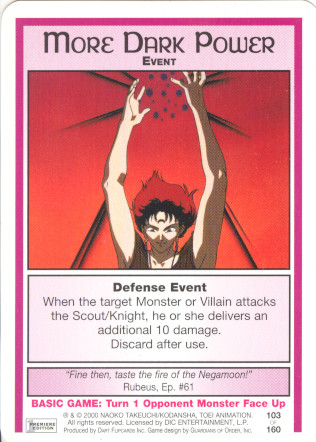 MORE DARK POWER
EVENT
Defense Event
When the target Monster or Villain attacks
the Scout/Knight, he or she delivers an
additional 10 damage.
Discard after use.
"Fine then, taste the fire of the Negamoon!"
Rubeus, Ep. #61
BASIC GAME: Turn 1 Opponent Monster Face Up
PREMIERE
EDITION
® & © 2000 NAOKO TAKEUCHI/KODANSHA, TOEI ANIMATION.
All rights reserved. Licensed by DIC ENTERTAINMENT, L.P.
Produced by DART FLIPCARDS INC. Game design by GUARDIANS OF ORDER, INC.
103
OF
160